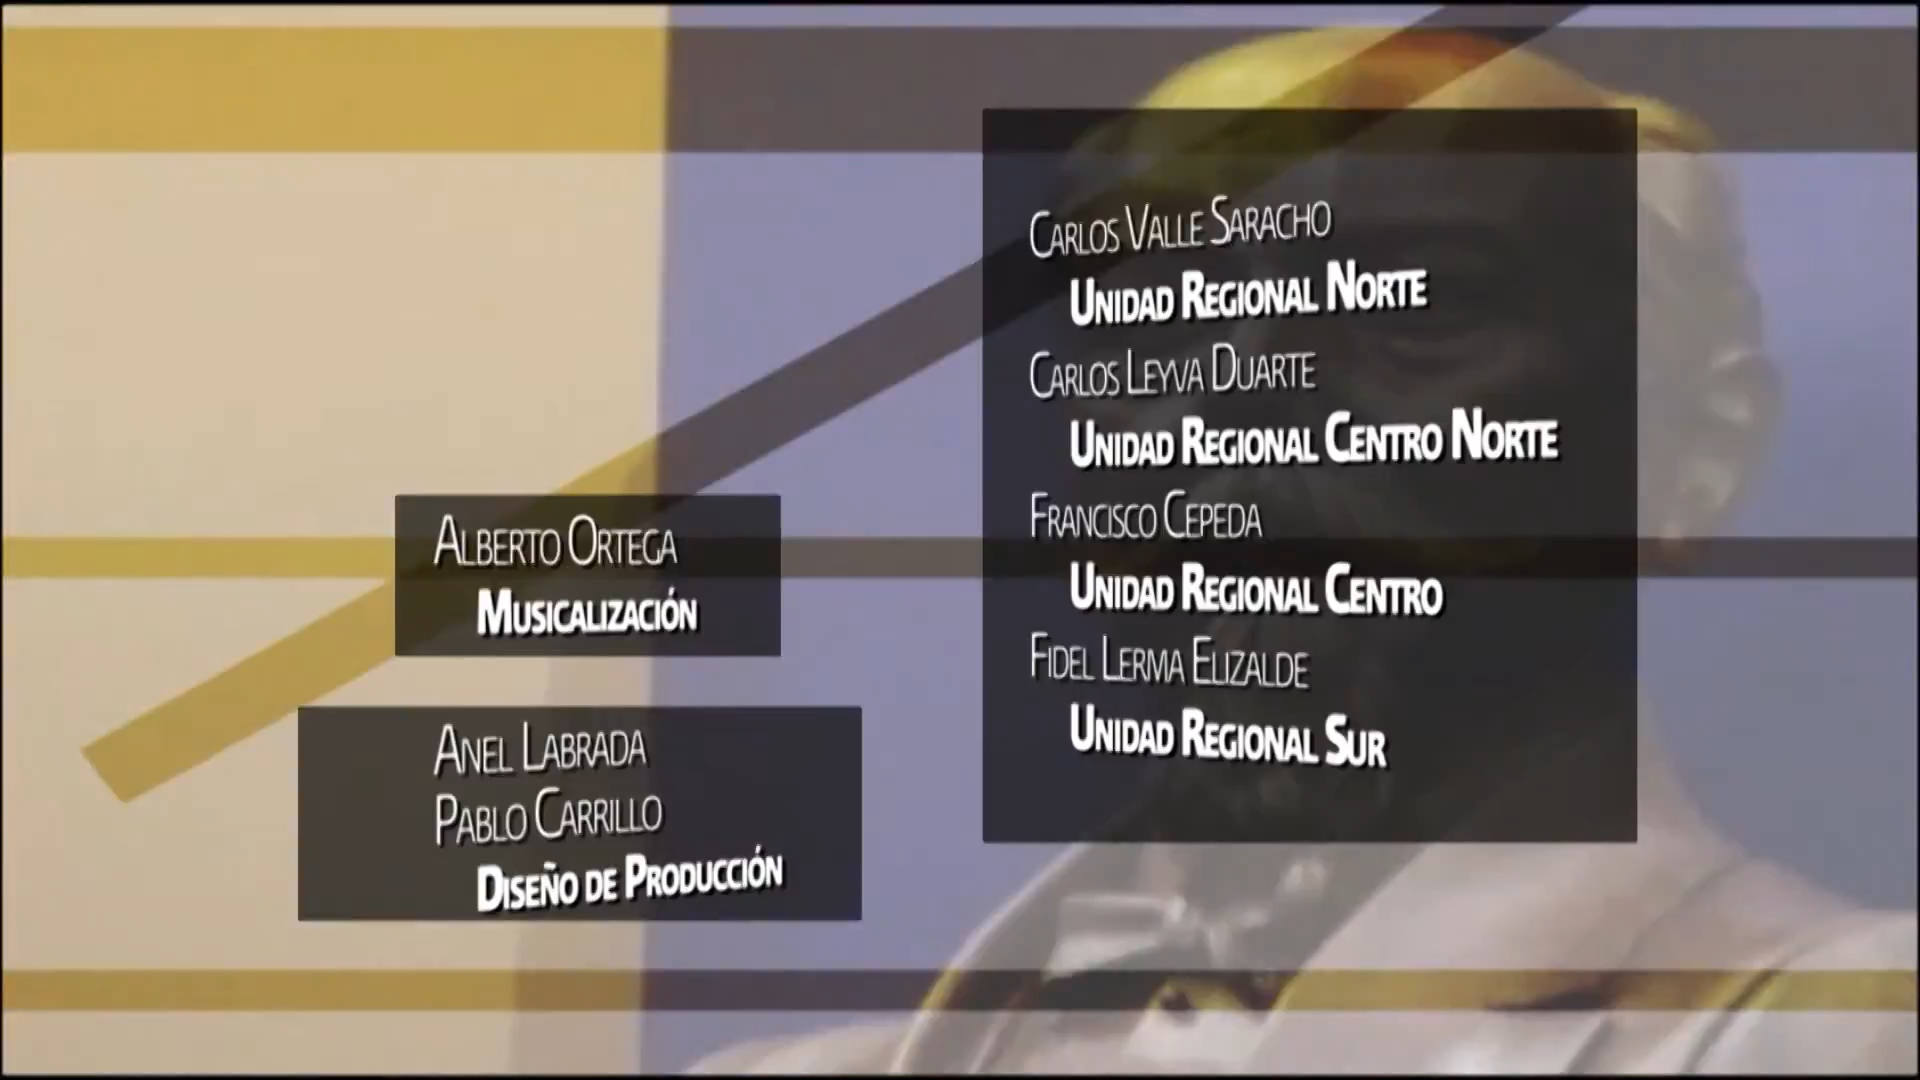 Alberto Ortega
Musicalización
Anel Labrada
Pablo Carrillo
Diseño de Producción
Carlos Valle Saracho
Unidad Regional Norte
Carlos Leyva Duarte
Unidad Regional Centro Norte
Francisco Cepeda
Unidad Regional Centro
Fidel Lerma Elizalde
Unidad Regional Sur